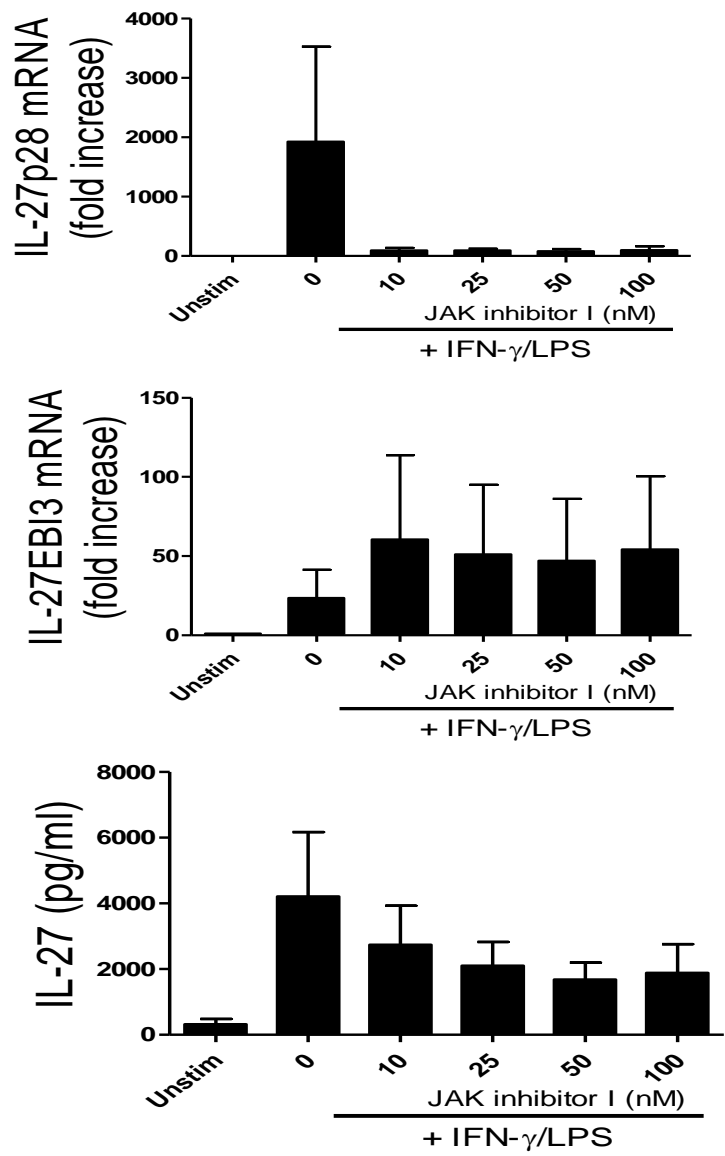 IL-27p28 mRNA
(fold increase)
4000
3000
2000
1000
0
Unstim
0
10
25
50
100
JAK inhibitor I (nM)
+ IFN-γ/LPS
IL-27EBI3 mRNA
(fold increase)
150
100
50
0
Unstim
0
10
25
50
100
JAK inhibitor I (nM)
+ IFN-γ/LPS
IL-27 (pg/ml)
8000
6000
4000
2000
0
Unstim
0
10
25
50
100
JAK inhibitor I (nM)
+ IFN-γ/LPS